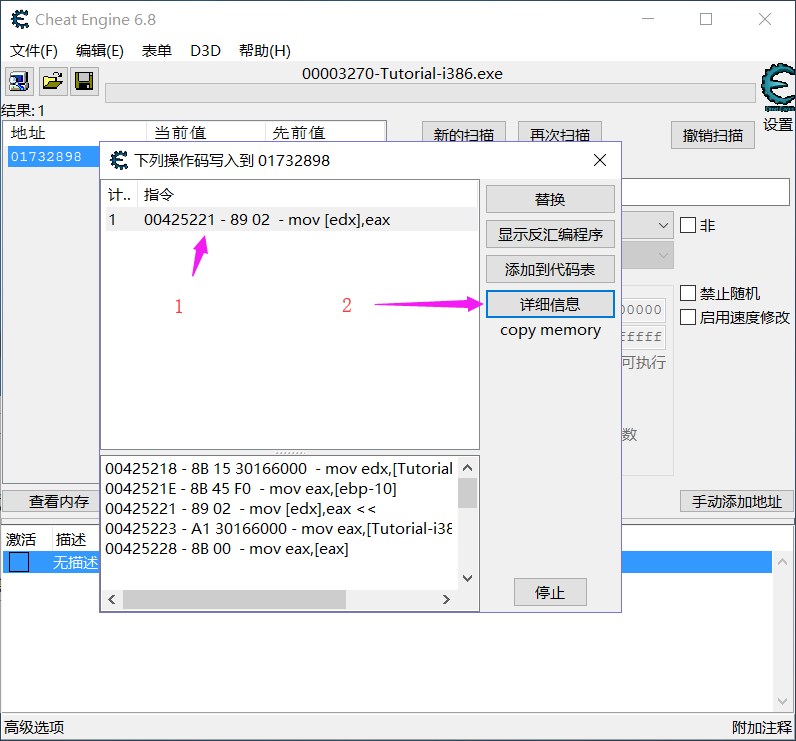 Cheat Engine 6.8
文件(F) 编辑(E) 表单 D3D 帮助(H)
00003270-Tutorial-i386.exe
结果: 1
设置
地址 当前值 先前值
新的扫描 再次扫描 撤销扫描
01732898
下列操作码写入到 01732898
计.. 指令
1 00425221 - 89 02 - mov [edx],eax
替换
显示反汇编程序
添加到代码表
详细信息
copy memory
1
2
非
禁止随机
启用速度修改
00000
fffff
可执行
数
00425218 - 8B 15 30166000 - mov edx,[Tutorial
0042521E - 8B 45 F0 - mov eax,[ebp-10]
00425221 - 89 02 - mov [edx],eax <<
00425223 - A1 30166000 - mov eax,[Tutorial-i38
00425228 - 8B 00 - mov eax,[eax]
停止
查看内存 手动添加地址
激活 描述
无描述
高级选项 附加注释